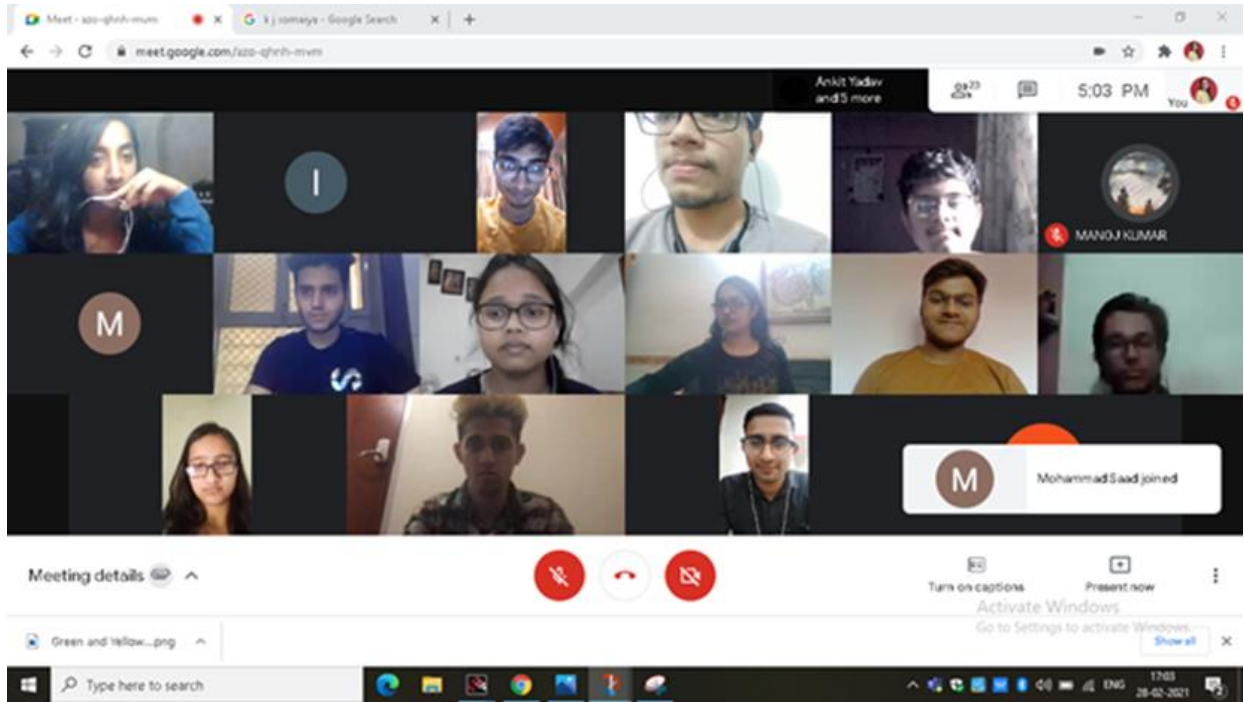 Meet - azo-qhnh-mvm
k j somaiya - Google Search
meet.google.com/azo-qhnh-mvm
Ankit Yadav
and 5 more
23
5:03 PM
You
I
MANOJ KUMAR
M
M
Mohammad Saad joined
Meeting details
Turn on captions
Present now
Activate Windows
Go to Settings to activate Windows.
Green and Yellow....png
Show all
Type here to search
ENG
17:03
28-02-2021
2